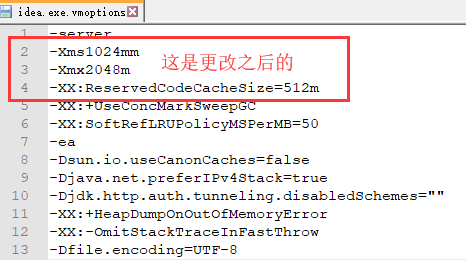 idea.exe.vmoptions
1 -server
2 -Xms1024mm
3 -Xmx2048m
这是更改之后的
4 -XX:ReservedCodeCacheSize=512m
5 -XX:+UseConcMarkSweepGC
6 -XX:SoftRefLRUPolicyMSPerMB=50
7 -ea
8 -Dsun.io.useCanonCaches=false
9 -Djava.net.preferIPv4Stack=true
10 -Djdk.http.auth.tunneling.disabledSchemes=""
11 -XX:+HeapDumpOnOutOfMemoryError
12 -XX:-OmitStackTraceInFastThrow
13 -Dfile.encoding=UTF-8